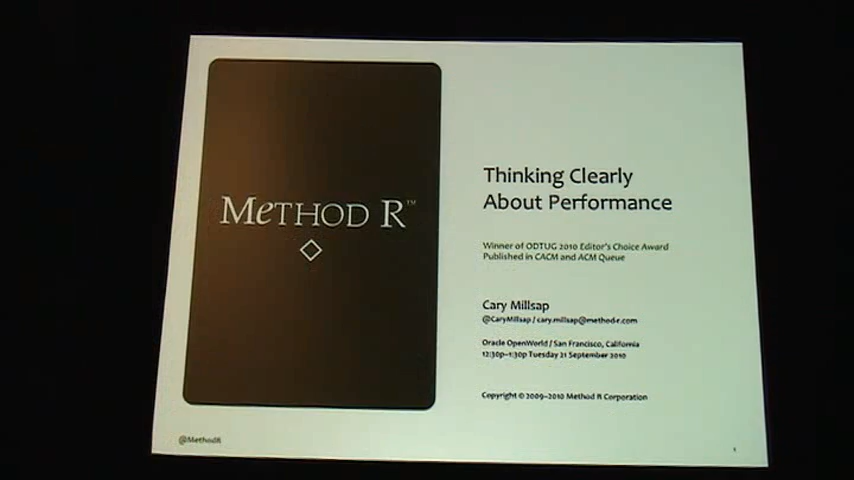 METHOD R™
Thinking Clearly
About Performance
Winner of ODTUG 2010 Editor's Choice Award
Published in CACM and ACM Queue
Cary Millsap
@CaryMillsap / cary.millsap@method-r.com
Oracle OpenWorld / San Francisco, California
12:30p–1:30p Tuesday 21 September 2010
Copyright © 2009–2010 Method R Corporation
@MethodR
1